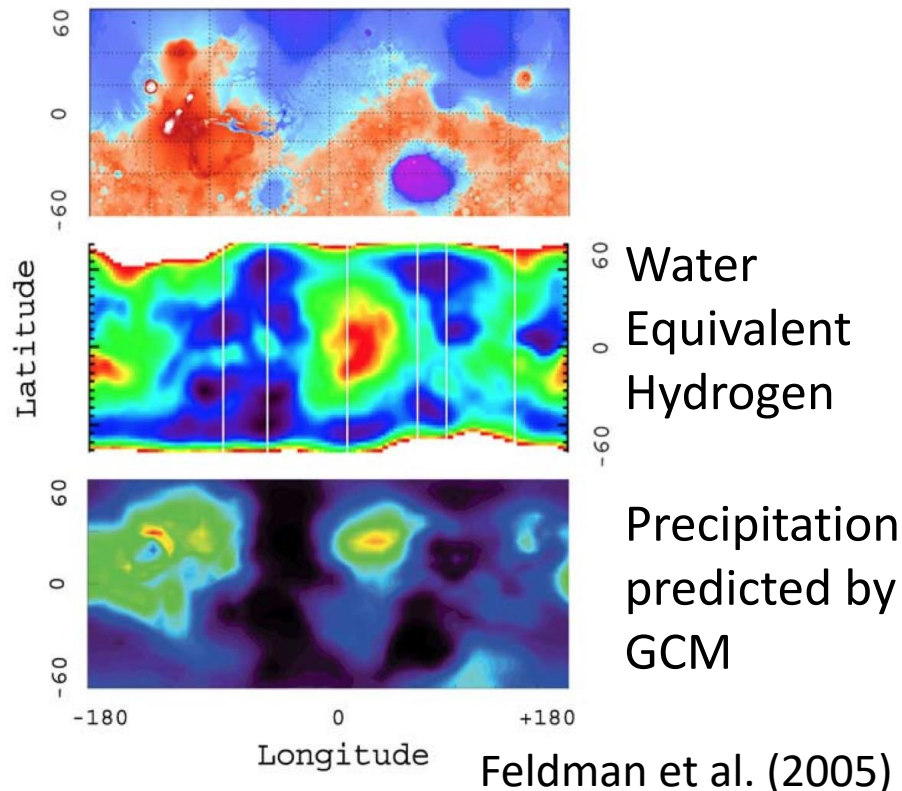 60
0
-60
Latitude
60
0
-60
Water
Equivalent
Hydrogen
60
0
-60
Precipitation
predicted by
GCM
-180 0 +180
Longitude
Feldman et al. (2005)